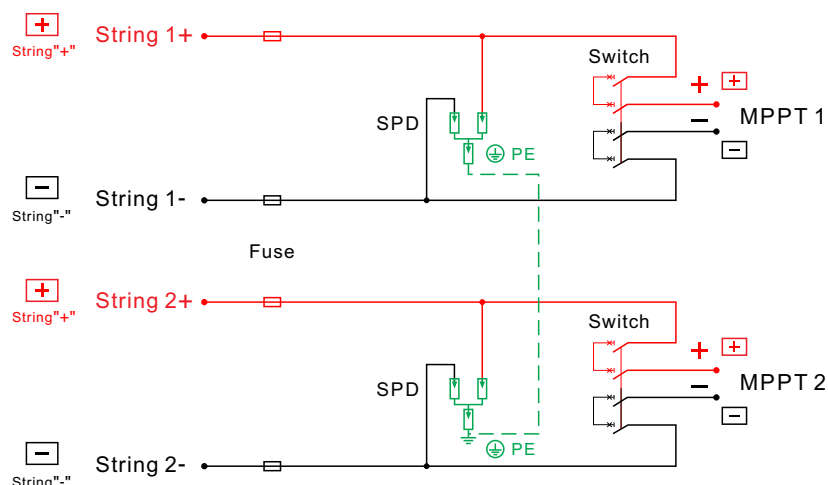 String 1+
String"+"
Switch
+
MPPT 1
SPD
PE
−
String 1-
String"-"
Fuse
String 2+
String"+"
Switch
+
MPPT 2
SPD
−
PE
String 2-
String"-"